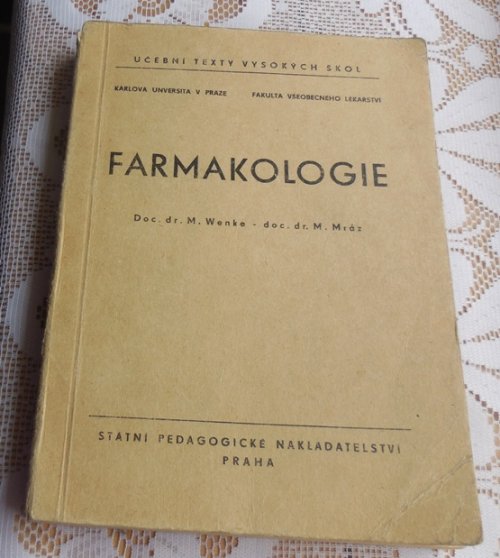 UČEBNÍ TEXTY VYSOKÝCH ŠKOL
KARLOVA UNVERSITA V PRAZE FAKULTA VŠEOBECNÉHO LÉKAŘSTVÍ
FARMAKOLOGIE
Doc. dr. M. Wenke - doc. dr. M. Mráz
STÁTNÍ PEDAGOGICKÉ NAKLADATELSTVÍ
PRAHA